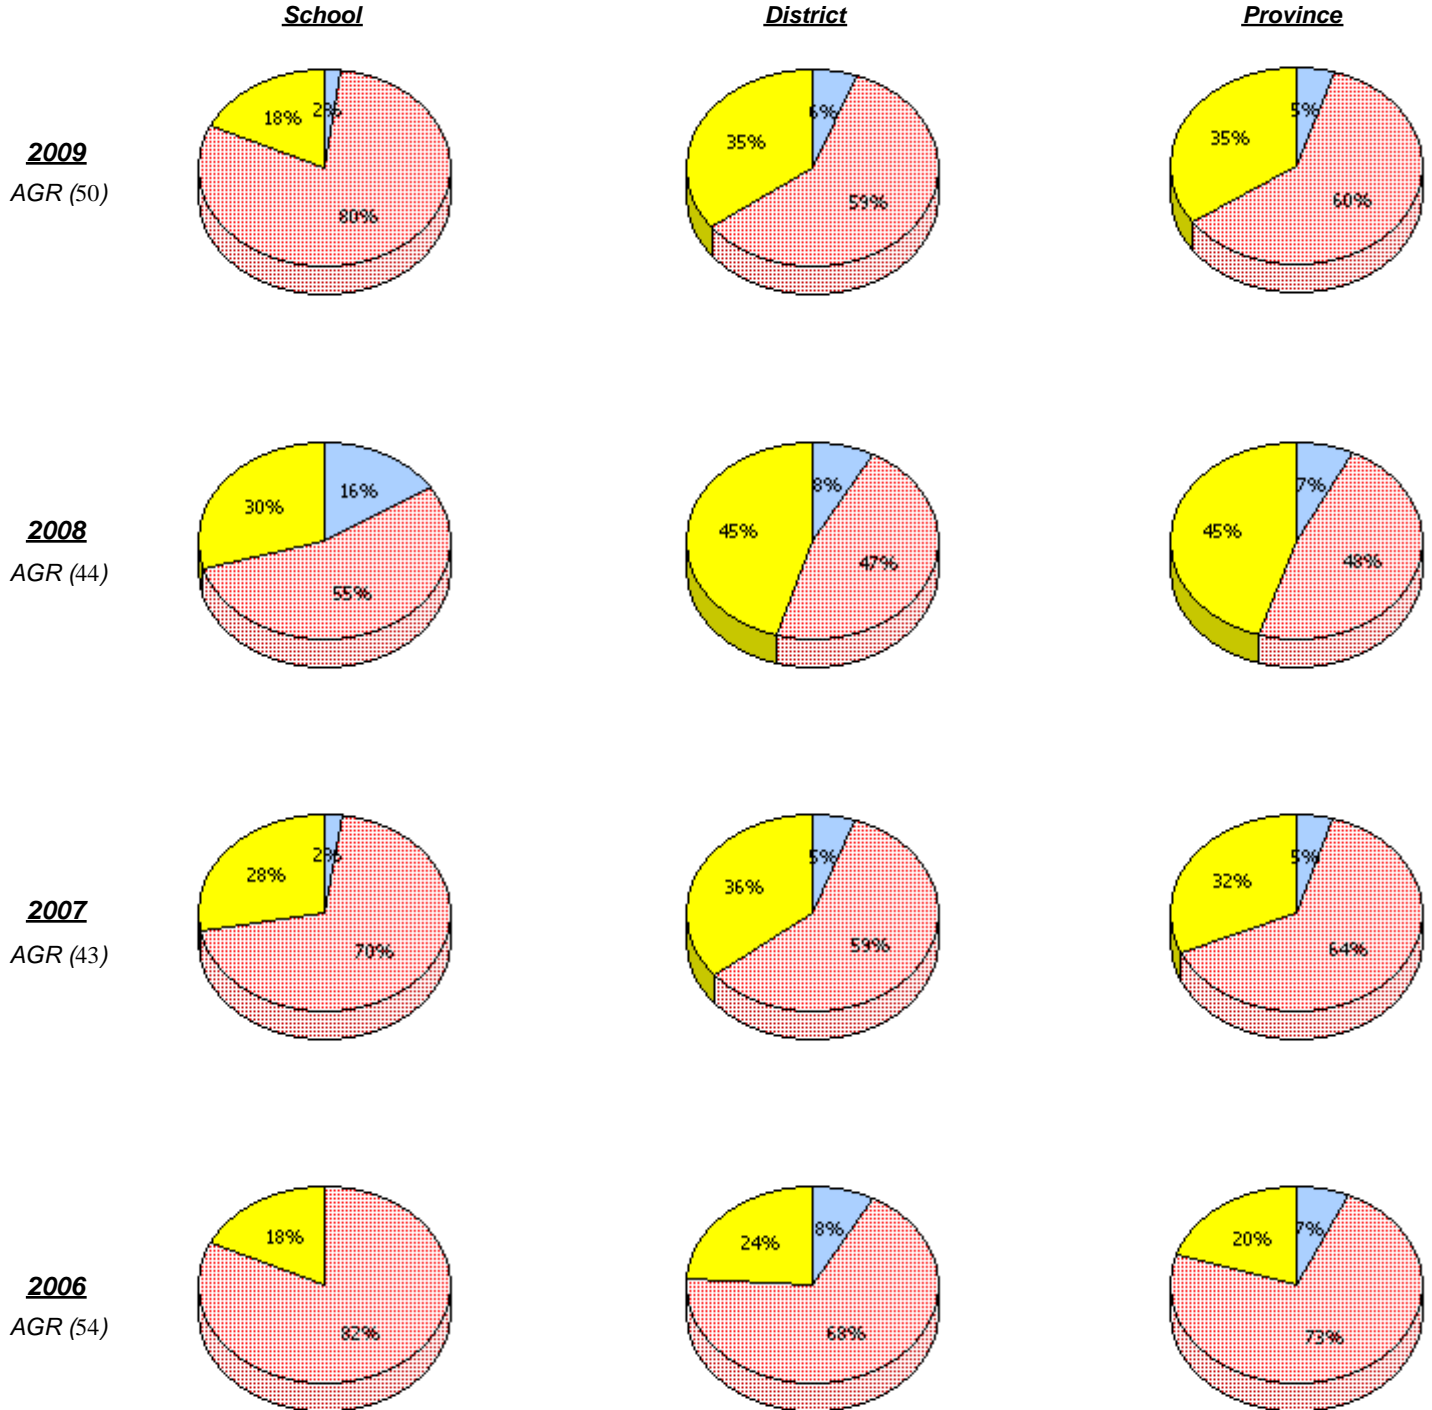 School District Province
18% 2% 35% 6% 35% 5%
2009
AGR (50)
80% 59% 60%
30% 16% 45% 8% 45% 7%
2008
AGR (44)
55% 47% 48%
28% 2% 36% 5% 32% 5%
2007
AGR (43)
70% 59% 64%
18% 24% 8% 20% 7%
2006
AGR (54)
82% 68% 73%